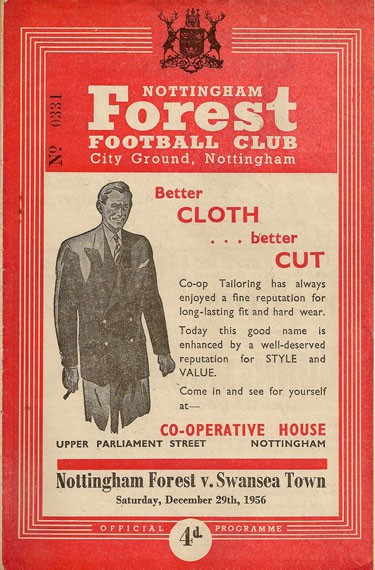 NOTTINGHAM
Forest
FOOTBALL CLUB
City Ground, Nottingham
Nº 0331
Better
CLOTH
... better
CUT
Co-op Tailoring has always
enjoyed a fine reputation for
long-lasting fit and hard wear.
Today this good name is
enhanced by a well-deserved
reputation for STYLE and
VALUE.
Come in and see for yourself
at—
CO-OPERATIVE HOUSE
UPPER PARLIAMENT STREET NOTTINGHAM
Nottingham Forest v. Swansea Town
Saturday, December 29th, 1956
OFFICIAL 4d. PROGRAMME